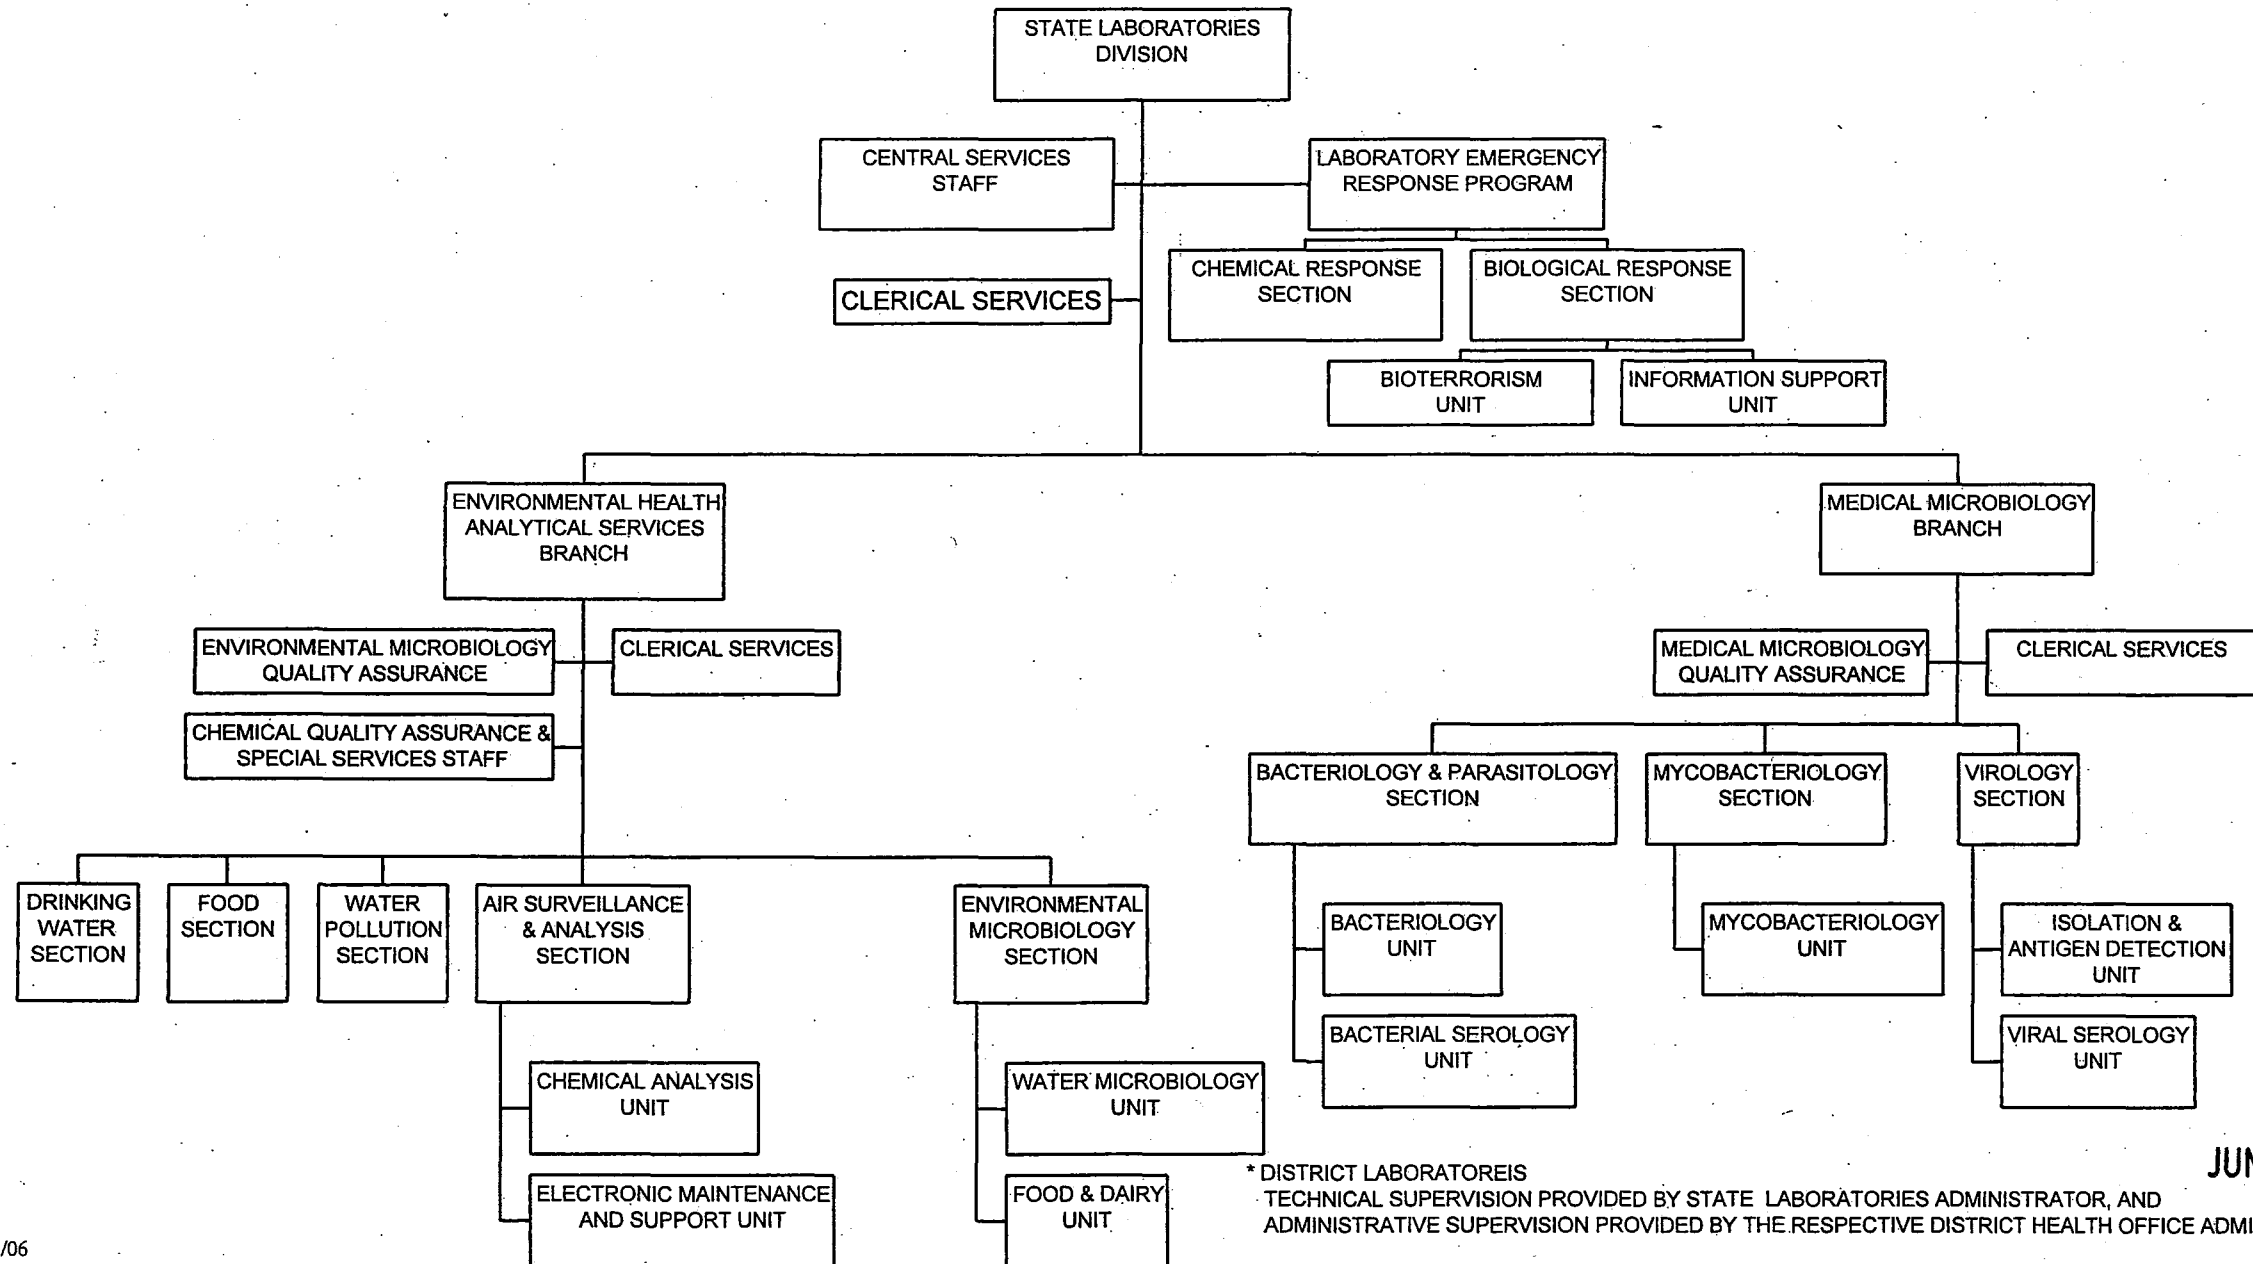 STATE LABORATORIES
DIVISION
CENTRAL SERVICES
STAFF
LABORATORY EMERGENCY
RESPONSE PROGRAM
CLERICAL SERVICES
CHEMICAL RESPONSE
SECTION
BIOLOGICAL RESPONSE
SECTION
BIOTERRORISM
UNIT
INFORMATION SUPPORT
UNIT
ENVIRONMENTAL HEALTH
ANALYTICAL SERVICES
BRANCH
MEDICAL MICROBIOLOGY
BRANCH
ENVIRONMENTAL MICROBIOLOGY
QUALITY ASSURANCE
CLERICAL SERVICES
CHEMICAL QUALITY ASSURANCE &
SPECIAL SERVICES STAFF
MEDICAL MICROBIOLOGY
QUALITY ASSURANCE
CLERICAL SERVICES
BACTERIOLOGY & PARASITOLOGY
SECTION
MYCOBACTERIOLOGY
SECTION
VIROLOGY
SECTION
DRINKING
WATER
SECTION
FOOD
SECTION
WATER
POLLUTION
SECTION
AIR SURVEILLANCE
& ANALYSIS
SECTION
ENVIRONMENTAL
MICROBIOLOGY
SECTION
BACTERIOLOGY
UNIT
MYCOBACTERIOLOGY
UNIT
ISOLATION &
ANTIGEN DETECTION
UNIT
BACTERIAL SEROLOGY
UNIT
VIRAL SEROLOGY
UNIT
CHEMICAL ANALYSIS
UNIT
WATER MICROBIOLOGY
UNIT
ELECTRONIC MAINTENANCE
AND SUPPORT UNIT
FOOD & DAIRY
UNIT
* DISTRICT LABORATOREIS
TECHNICAL SUPERVISION PROVIDED BY STATE LABORATORIES ADMINISTRATOR, AND
ADMINISTRATIVE SUPERVISION PROVIDED BY THE RESPECTIVE DISTRICT HEALTH OFFICE
/06